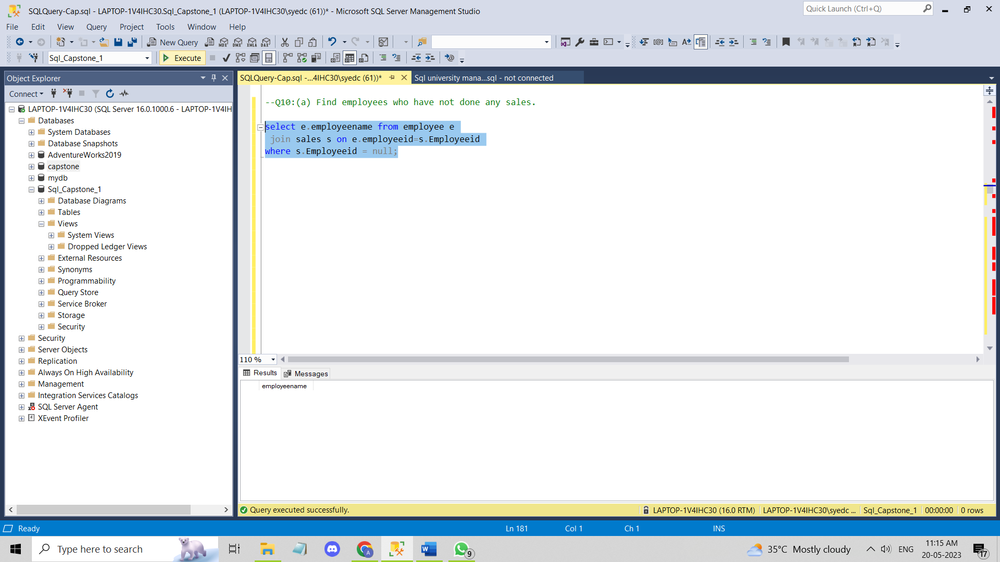 SQLQuery-Cap.sql - LAPTOP-1V4IHC30.Sql_Capstone_1 (LAPTOP-1V4IHC30\syedc (61))* - Microsoft SQL Server Management Studio
Quick Launch (Ctrl+Q)
File Edit View Query Project Tools Window Help
New Query MDX DMX XMLA DAX
Sql_Capstone_1 Execute
Object Explorer
SQLQuery-Cap.sql -...4IHC30\syedc (61))* Sql university mana...sql - not connected
Connect
LAPTOP-1V4IHC30 (SQL Server 16.0.1000.6 - LAPTOP-1V4IH
Databases
System Databases
Database Snapshots
AdventureWorks2019
capstone
mydb
Sql_Capstone_1
Database Diagrams
Tables
Views
System Views
Dropped Ledger Views
External Resources
Synonyms
Programmability
Query Store
Service Broker
Storage
Security
Security
Server Objects
Replication
Always On High Availability
Management
Integration Services Catalogs
SQL Server Agent
XEvent Profiler
--Q10:(a) Find employees who have not done any sales.
select e.employeename from employee e
join sales s on e.employeeid=s.Employeeid
where s.Employeeid = null;
110 %
Results Messages
employeename
Query executed successfully. LAPTOP-1V4IHC30 (16.0 RTM) LAPTOP-1V4IHC30\syedc ... Sql_Capstone_1 00:00:00 0 rows
Ready Ln 181 Col 1 Ch 1 INS
Type here to search
A
9
35°C Mostly cloudy
ENG
11:15 AM
20-05-2023
17